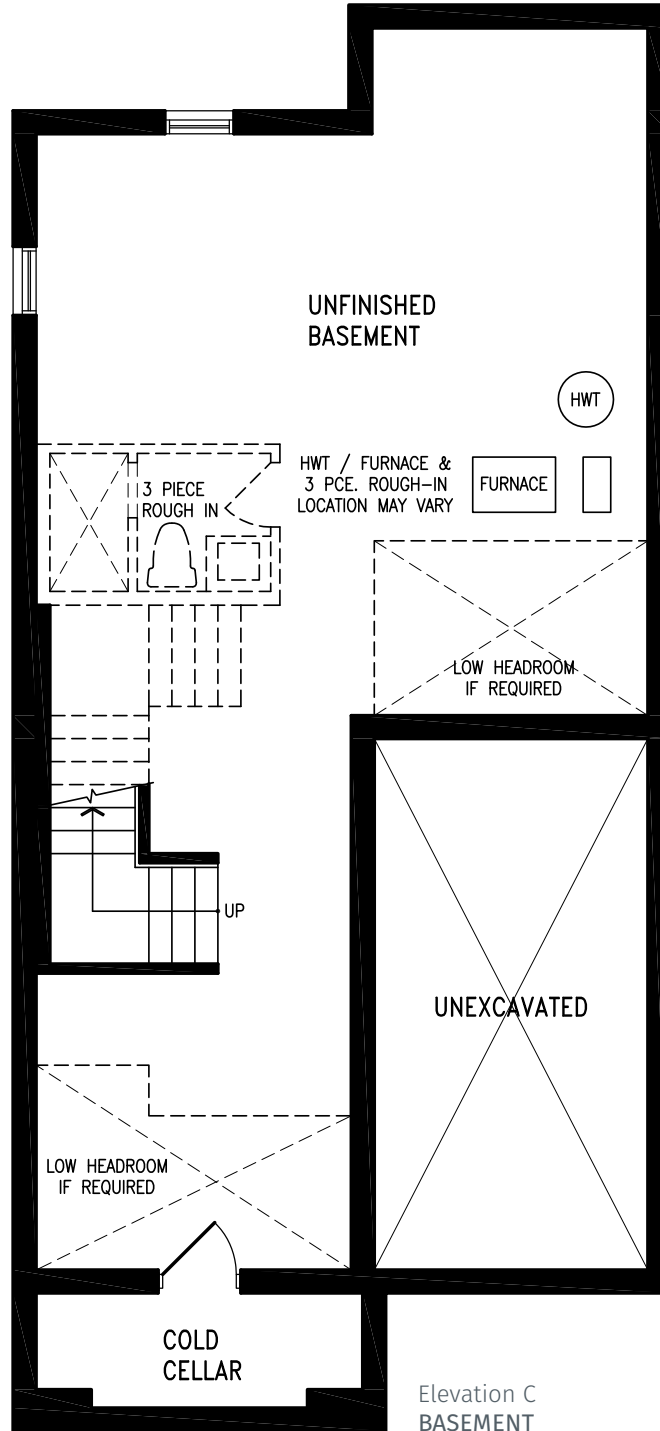 UNFINISHED
BASEMENT
HWT
HWT / FURNACE &
3 PCE. ROUGH-IN
LOCATION MAY VARY
FURNACE
3 PIECE
ROUGH IN
LOW HEADROOM
IF REQUIRED
UP
UNEXCAVATED
LOW HEADROOM
IF REQUIRED
COLD
CELLAR
Elevation C
BASEMENT